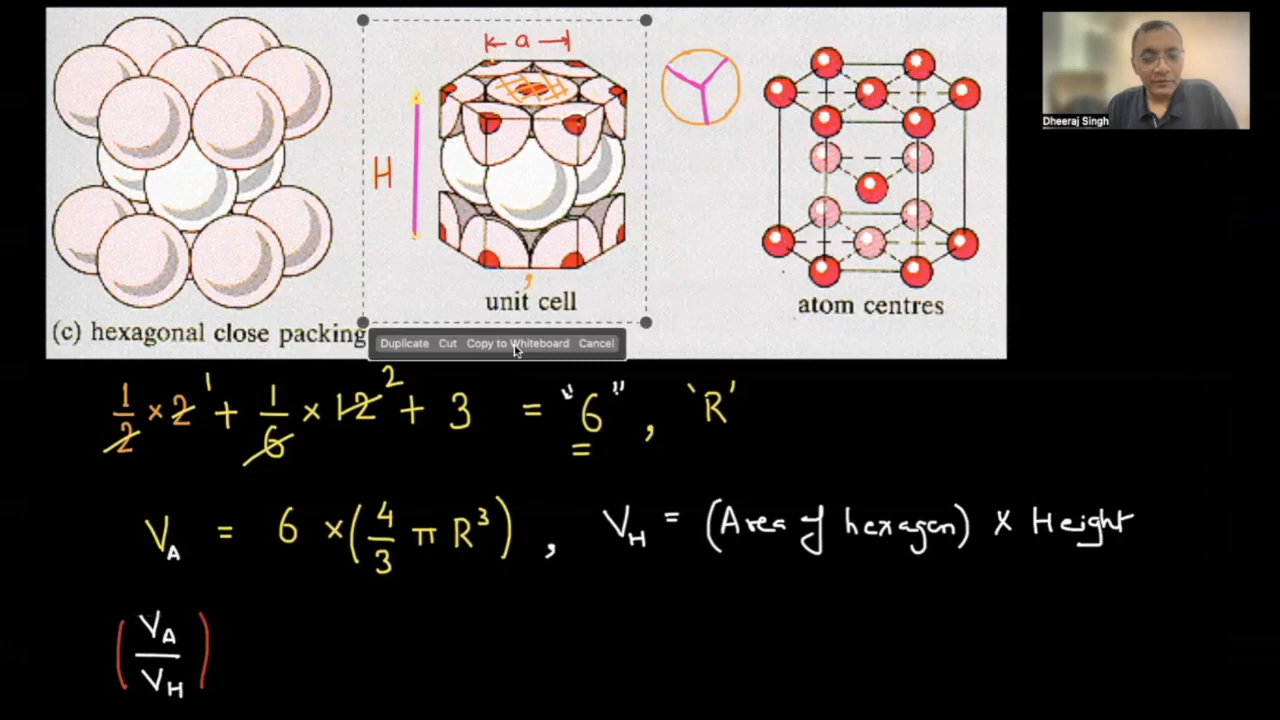 a
H
Dheeraj Singh
unit cell
atom centres
(c) hexagonal close packing
Duplicate Cut Copy to Whiteboard Cancel
1/2 × 2 1 + 1/6 × 12 2 + 3 = "6" , 'R'
V_A = 6 × (4/3 π R³) , V_H = (Area of hexagon) × Height
(V_A / V_H)